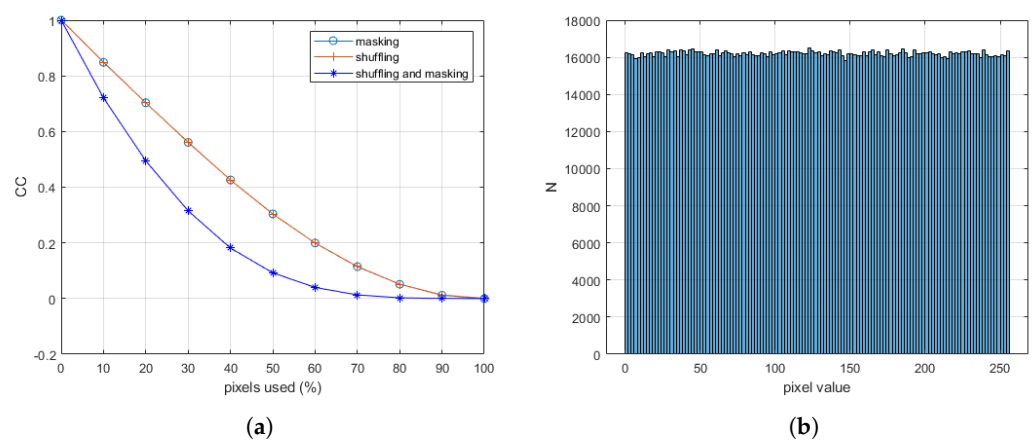 1
0.8
0.6
0.4
0.2
0
-0.2
CC
0 10 20 30 40 50 60 70 80 90 100
pixels used (%)
masking
shuffling
shuffling and masking
(a)
18000
16000
14000
12000
10000
8000
6000
4000
2000
0
N
0 50 100 150 200 250
pixel value
(b)